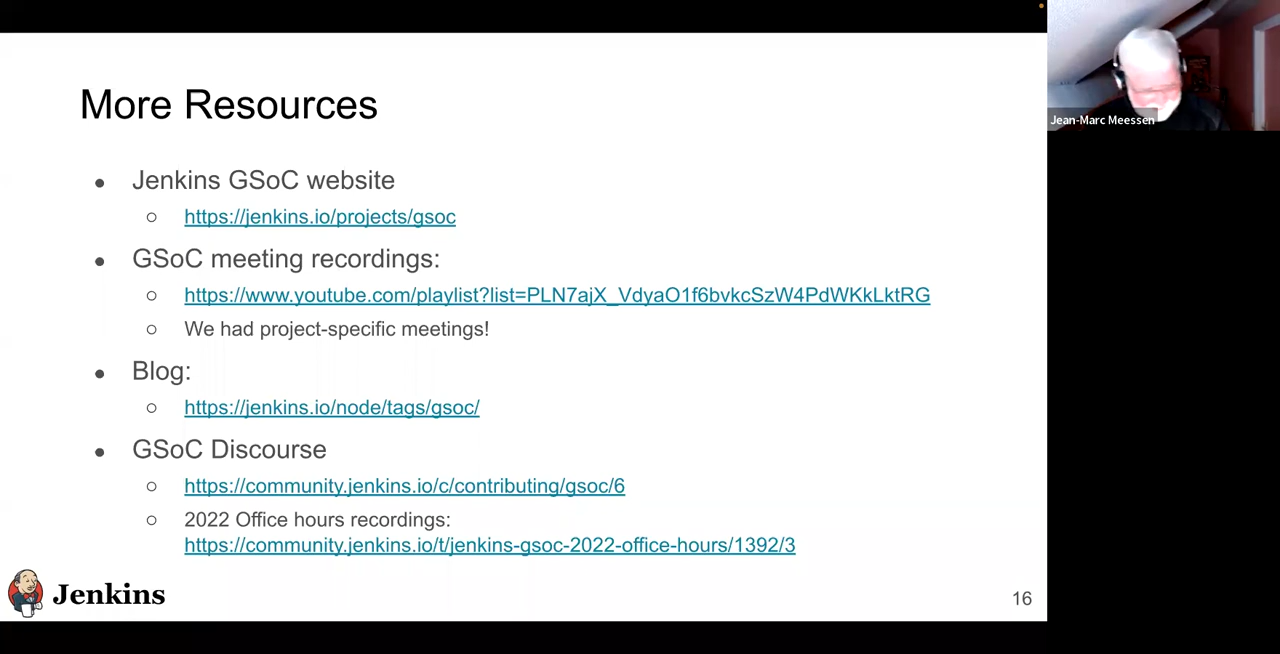 More Resources
Jenkins GSoC website
https://jenkins.io/projects/gsoc
GSoC meeting recordings:
https://www.youtube.com/playlist?list=PLN7ajX_VdyaO1f6bvkcSzW4PdWKkLktRG
We had project-specific meetings!
Blog:
https://jenkins.io/node/tags/gsoc/
GSoC Discourse
https://community.jenkins.io/c/contributing/gsoc/6
2022 Office hours recordings:
https://community.jenkins.io/t/jenkins-gsoc-2022-office-hours/1392/3
Jenkins
16
Jean-Marc Meessen